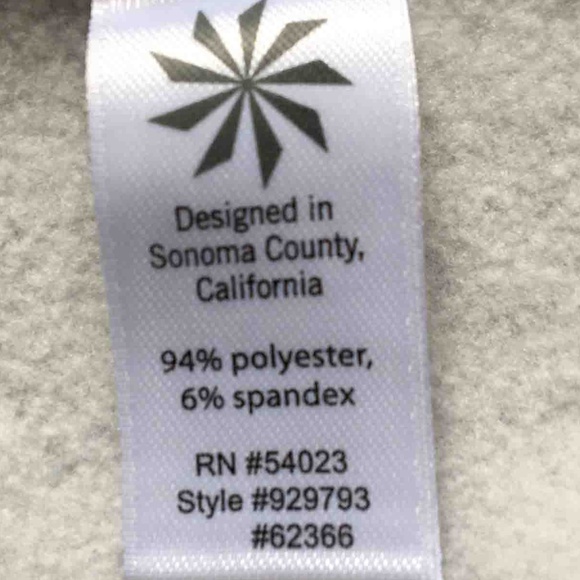 Designed in
Sonoma County,
California
94% polyester,
6% spandex
RN #54023
Style #929793
#62366